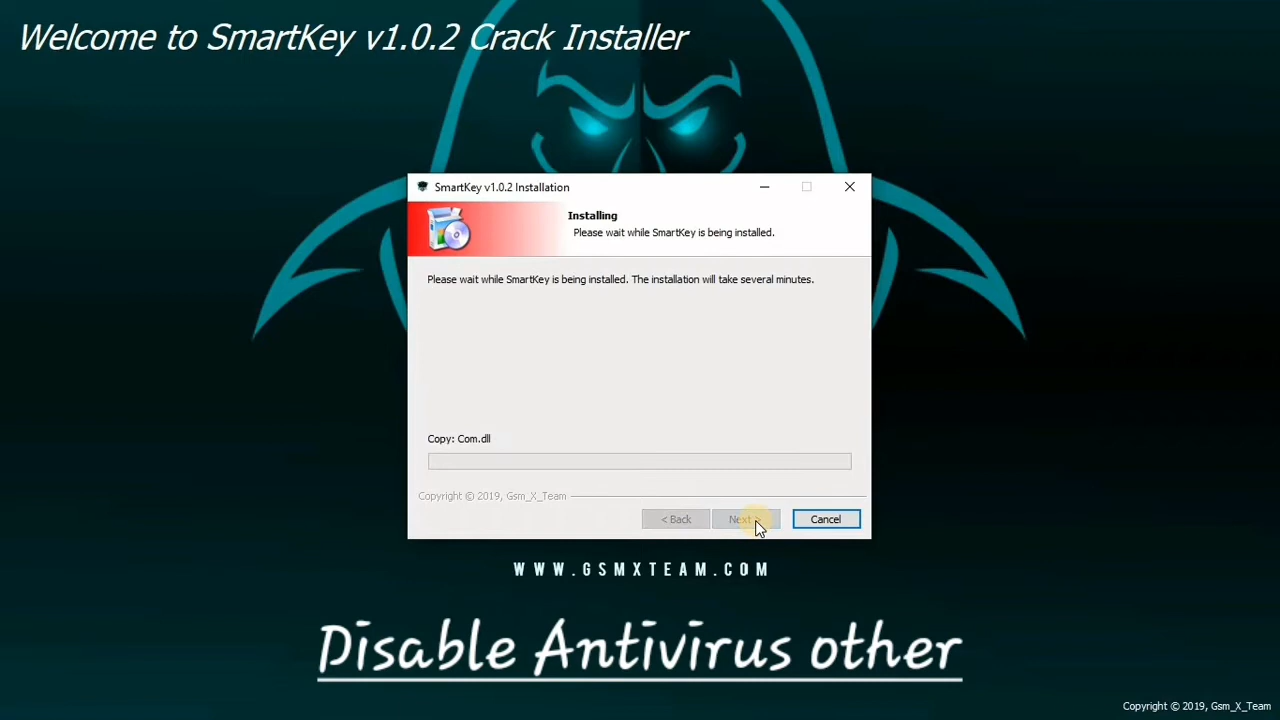 Welcome to SmartKey v1.0.2 Crack Installer
SmartKey v1.0.2 Installation
Installing
Please wait while SmartKey is being installed.
Please wait while SmartKey is being installed. The installation will take several minutes.
Copy: Com.dll
Copyright © 2019, Gsm_X_Team
< Back Next > Cancel
WWW.GSMXTEAM.COM
Disable Antivirus other
Copyright © 2019, Gsm_X_Team